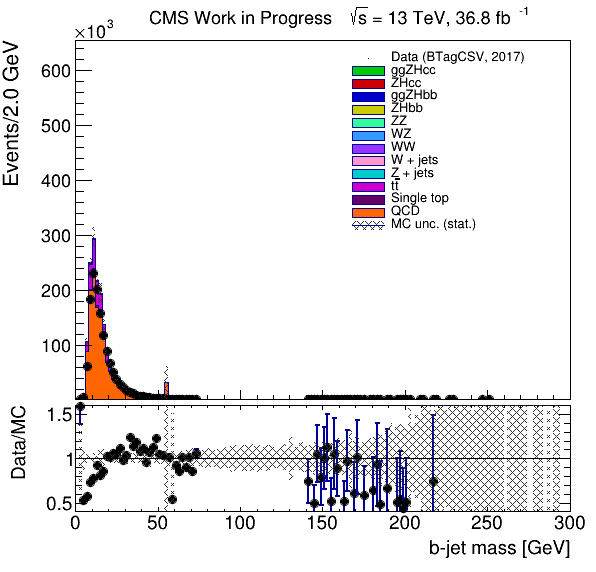 CMS Work in Progress √s = 13 TeV, 36.8 fb⁻¹
×10³
Events/2.0 GeV
600
500
400
300
200
100
Data (BTagCSV, 2017)
ggZHcc
ZHcc
ggZHbb
ZHbb
ZZ
WZ
WW
W + jets
Z + jets
tt̅
Single top
QCD
MC unc. (stat.)
Data/MC
1.5
1
0.5
0 50 100 150 200 250 300
b-jet mass [GeV]